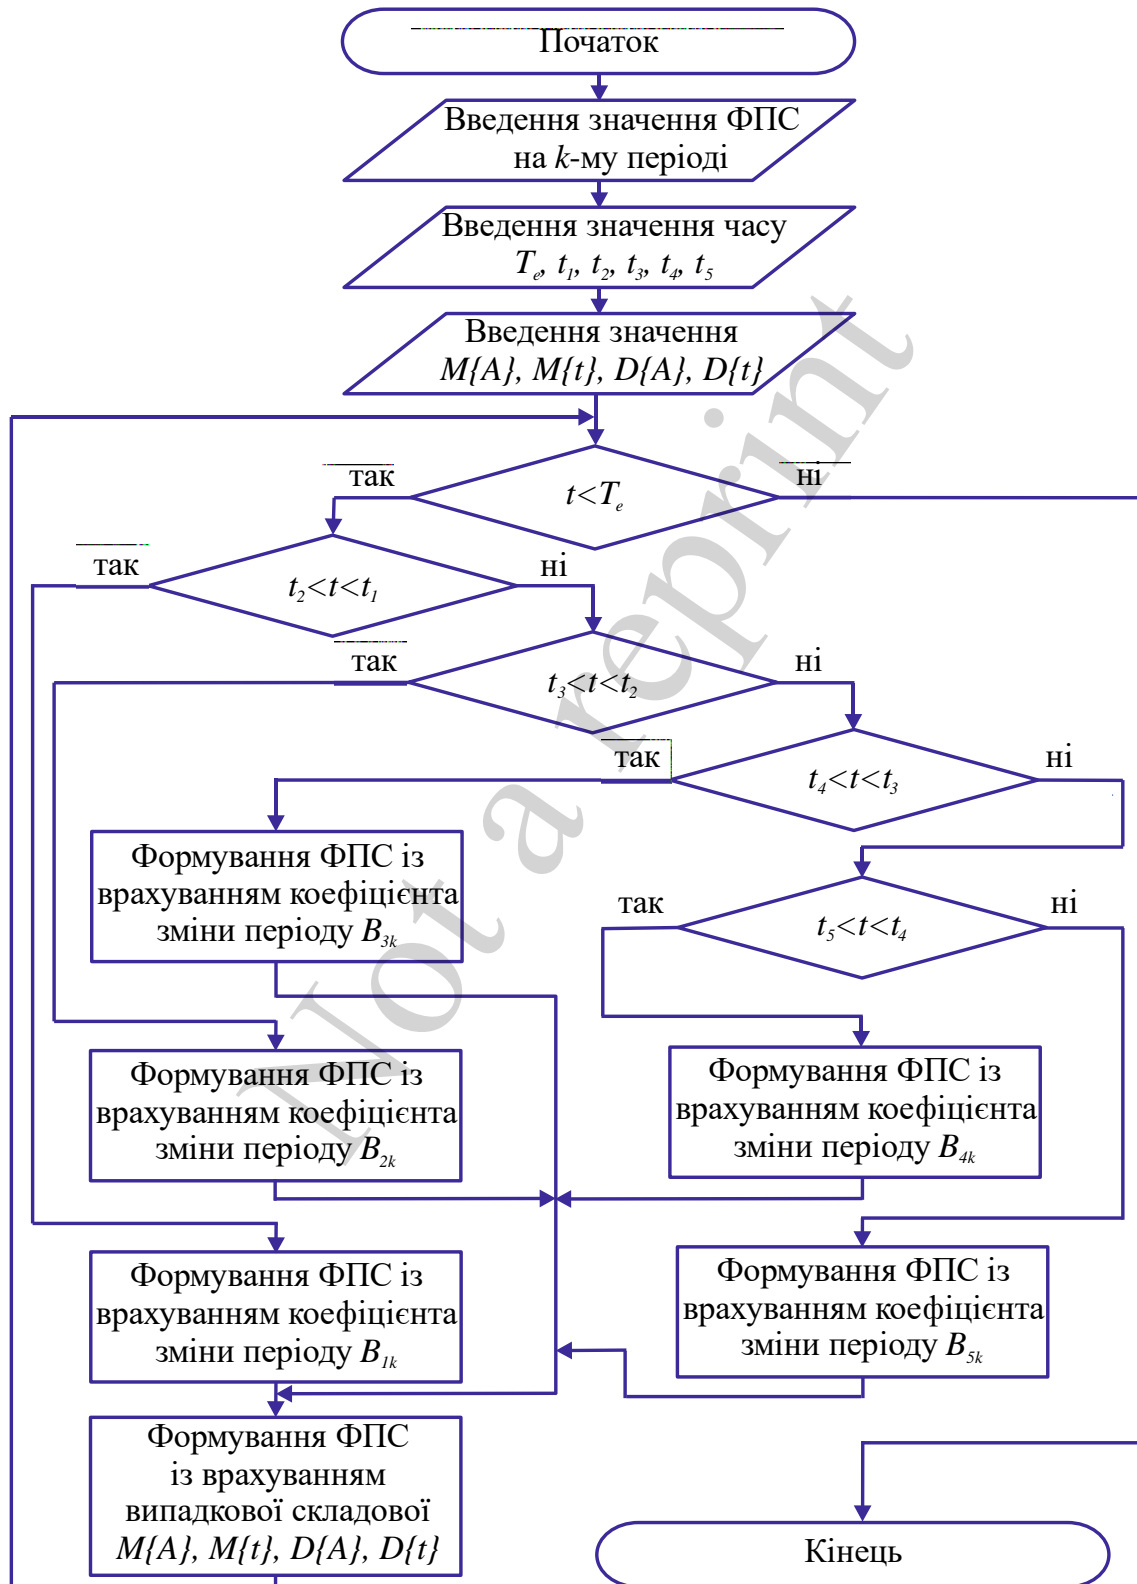 Початок
Введення значення ФПС
на k-му періоді
Введення значення часу
Te, t1, t2, t3, t4, t5
Введення значення
M{A}, M{t}, D{A}, D{t}
так
ні
t<Te
так
ні
t2<t<t1
так
ні
t3<t<t2
так
ні
t4<t<t3
Формування ФПС із
врахуванням коефіцієнта
зміни періоду B3k
так
ні
t5<t<t4
Формування ФПС із
врахуванням коефіцієнта
зміни періоду B2k
Формування ФПС із
врахуванням коефіцієнта
зміни періоду B4k
Формування ФПС із
врахуванням коефіцієнта
зміни періоду B1k
Формування ФПС із
врахуванням коефіцієнта
зміни періоду B5k
Формування ФПС
із врахуванням
випадкової складової
M{A}, M{t}, D{A}, D{t}
Кінець
Not a reprint